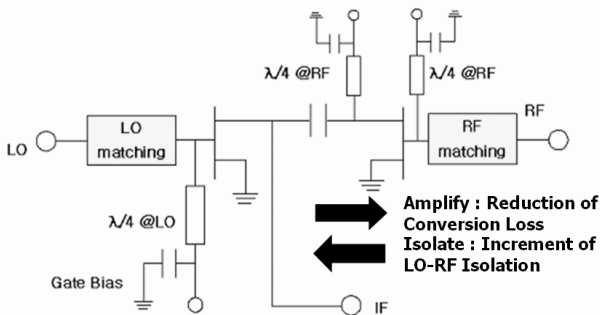 λ/4 @RF
λ/4 @RF
LO
LO
matching
RF
matching
RF
λ/4 @LO
Amplify : Reduction of
Conversion Loss
Isolate : Increment of
LO-RF Isolation
Gate Bias
IF